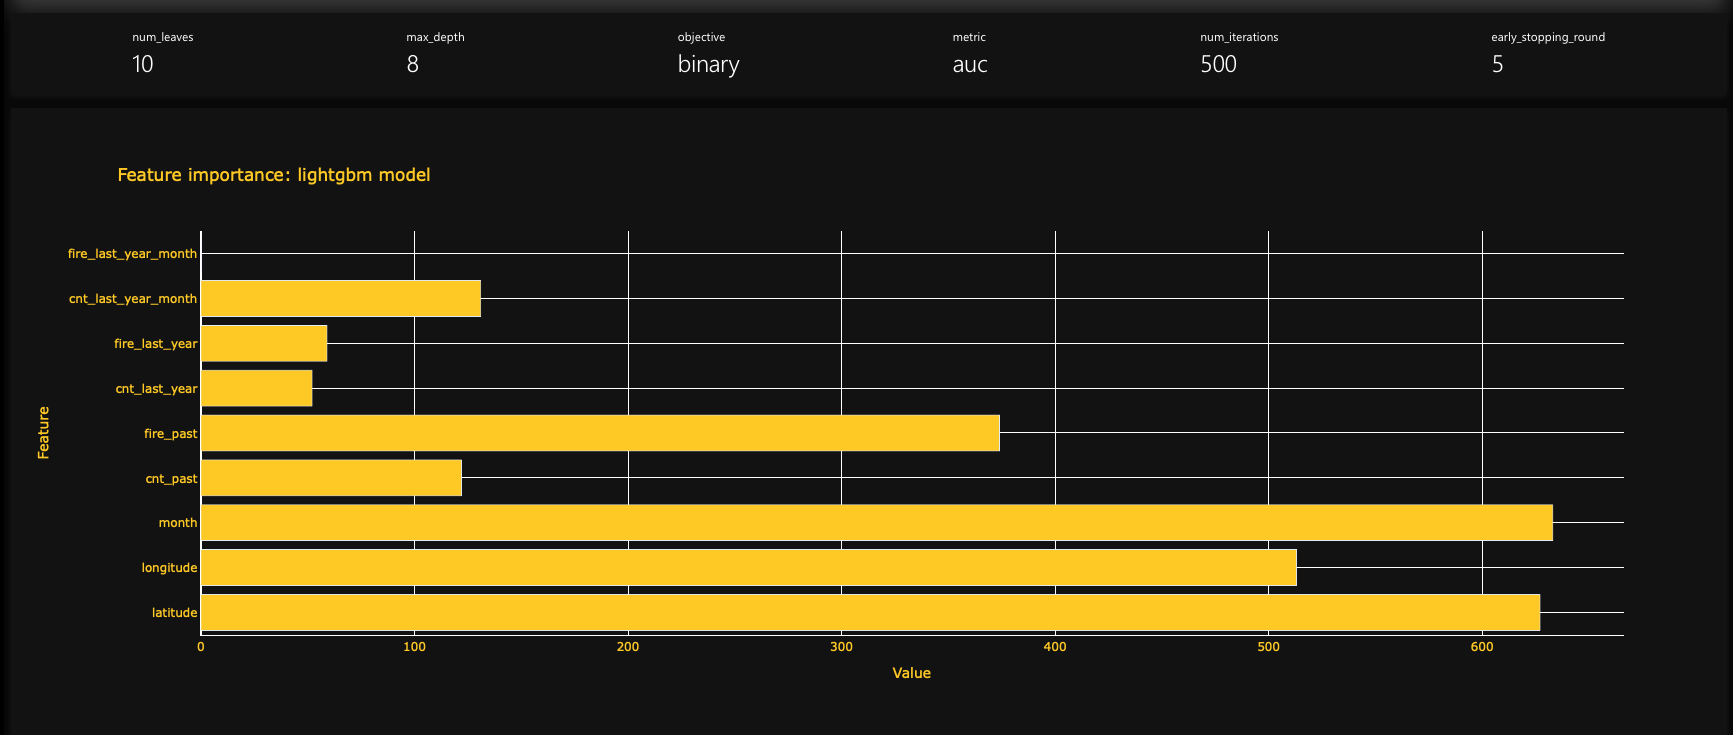 num_leaves max_depth objective metric num_iterations early_stopping_round
10 8 binary auc 500 5
Feature importance: lightgbm model
fire_last_year_month
cnt_last_year_month
fire_last_year
cnt_last_year
fire_past
cnt_past
month
longitude
latitude
Feature
0 100 200 300 400 500 600
Value